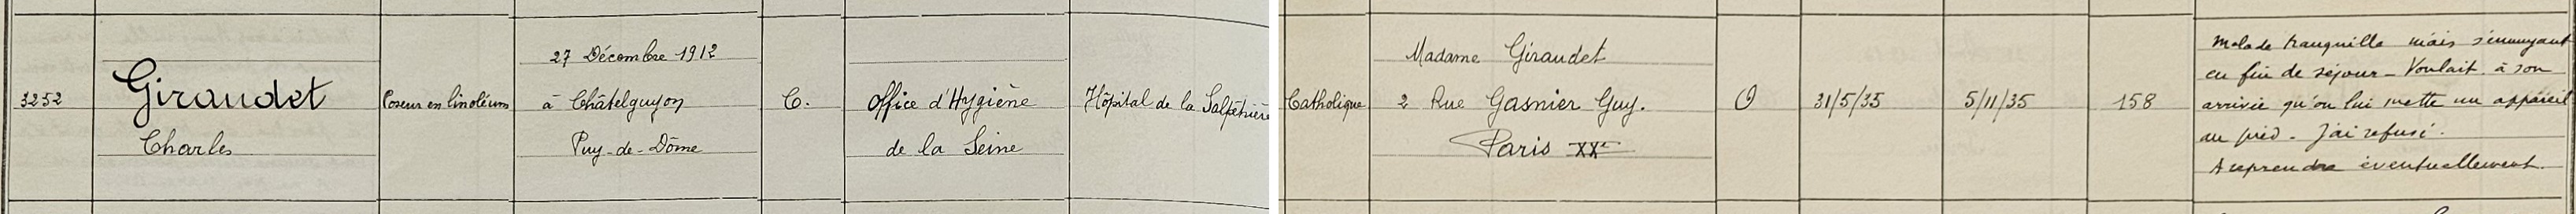 3252
Giraudet
Charles
Poseur en linoléum
27 Décembre 1912
à Châtelguyon
Puy-de-Dôme
C.
Office d'Hygiène
de la Seine
Hôpital de la Salpêtrière
Catholique
Madame Giraudet
2 Rue Gasnier Guy.
Paris XXe
O
31/5/35
5/11/35
158
Malade tranquille mais s'ennuyant
en fin de séjour - Voulait à son
arrivée qu'on lui mette un appareil
au pied - J'ai refusé.
A reprendre éventuellement.